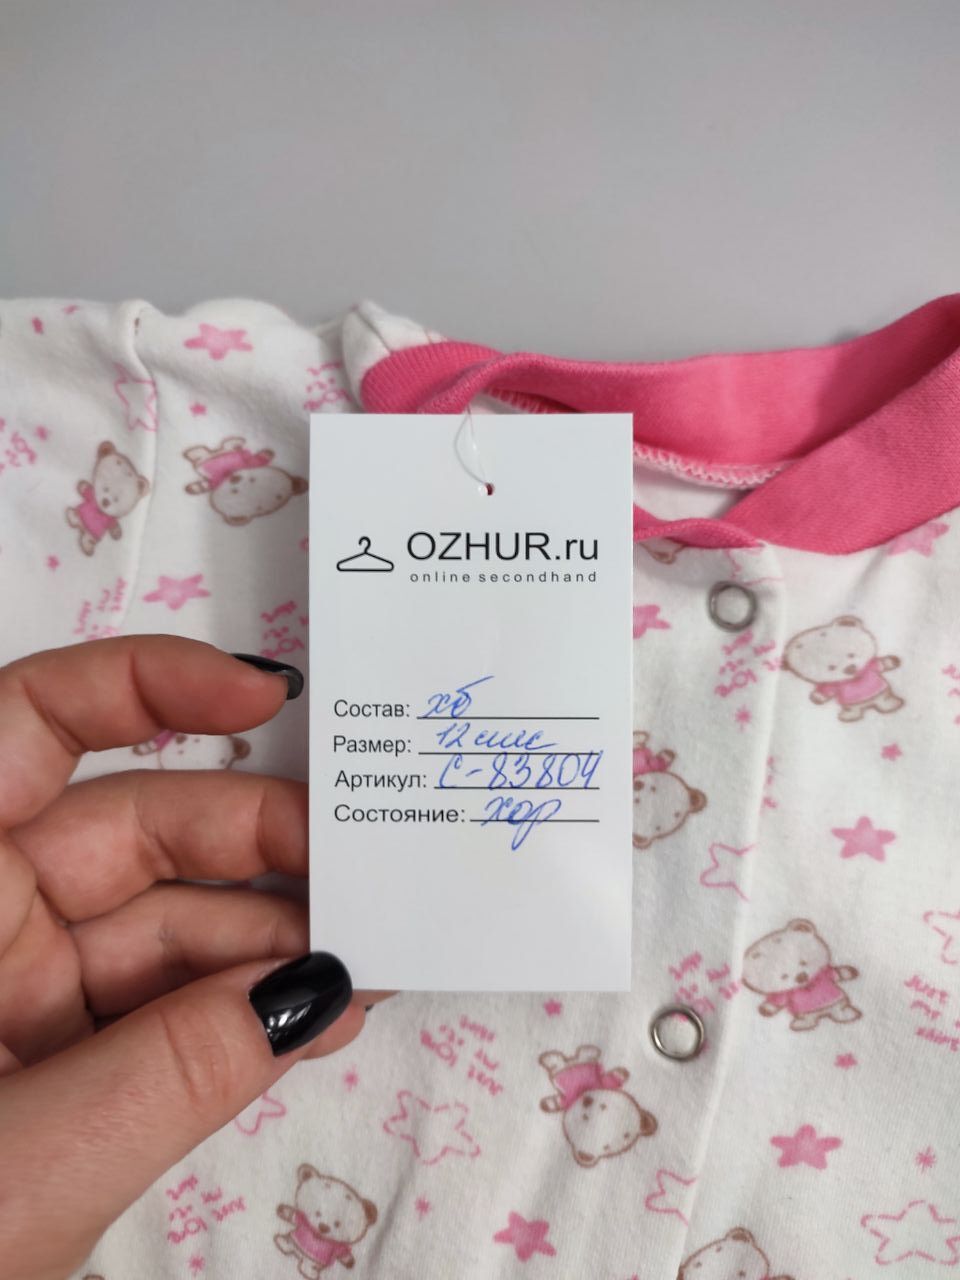 OZHUR.ru
online secondhand
Состав: хб
Размер: 12 мес
Артикул: С-83804
Состояние: хор